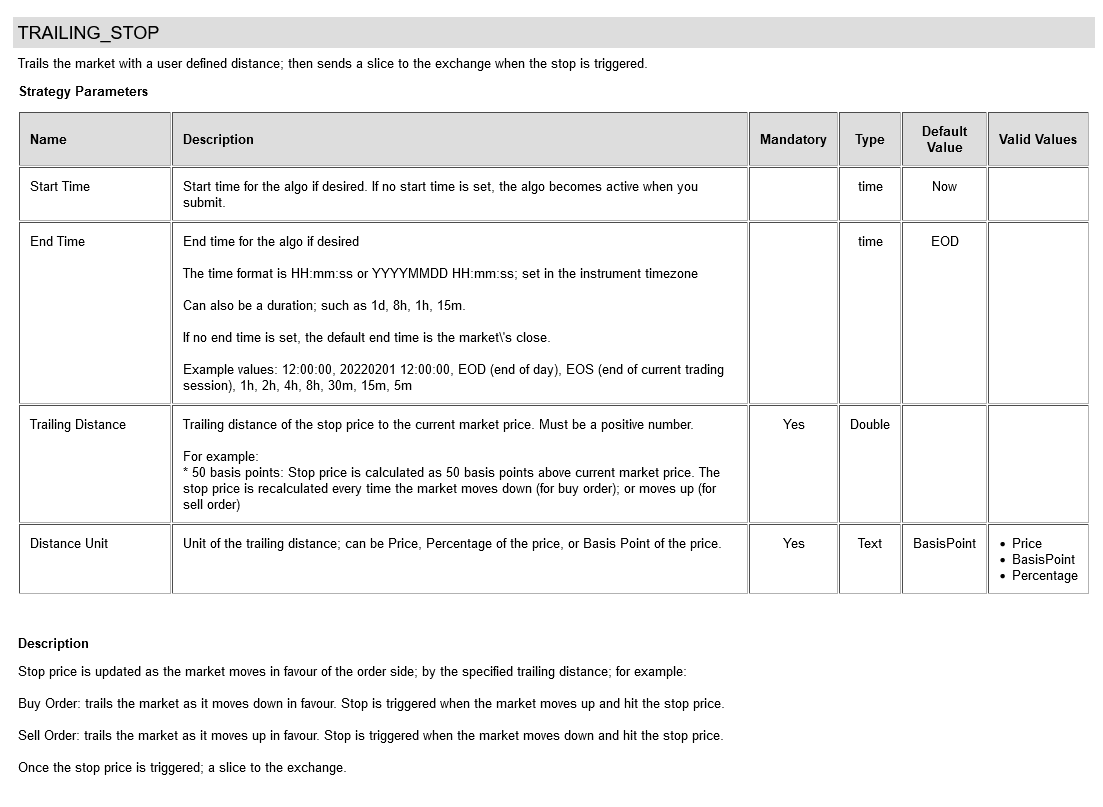 TRAILING_STOP
Trails the market with a user defined distance; then sends a slice to the exchange when the stop is triggered.
Strategy Parameters
Name Description Mandatory Type Default Value Valid Values
Start Time Start time for the algo if desired. If no start time is set, the algo becomes active when you time Now
submit.
End Time End time for the algo if desired time EOD
The time format is HH:mm:ss or YYYYMMDD HH:mm:ss; set in the instrument timezone
Can also be a duration; such as 1d, 8h, 1h, 15m.
If no end time is set, the default end time is the market\'s close.
Example values: 12:00:00, 20220201 12:00:00, EOD (end of day), EOS (end of current trading
session), 1h, 2h, 4h, 8h, 30m, 15m, 5m
Trailing Distance Trailing distance of the stop price to the current market price. Must be a positive number. Yes Double
For example:
* 50 basis points: Stop price is calculated as 50 basis points above current market price. The
stop price is recalculated every time the market moves down (for buy order); or moves up (for
sell order)
Distance Unit Unit of the trailing distance; can be Price, Percentage of the price, or Basis Point of the price. Yes Text BasisPoint • Price
• BasisPoint
• Percentage
Description
Stop price is updated as the market moves in favour of the order side; by the specified trailing distance; for example:
Buy Order: trails the market as it moves down in favour. Stop is triggered when the market moves up and hit the stop price.
Sell Order: trails the market as it moves up in favour. Stop is triggered when the market moves down and hit the stop price.
Once the stop price is triggered; a slice to the exchange.